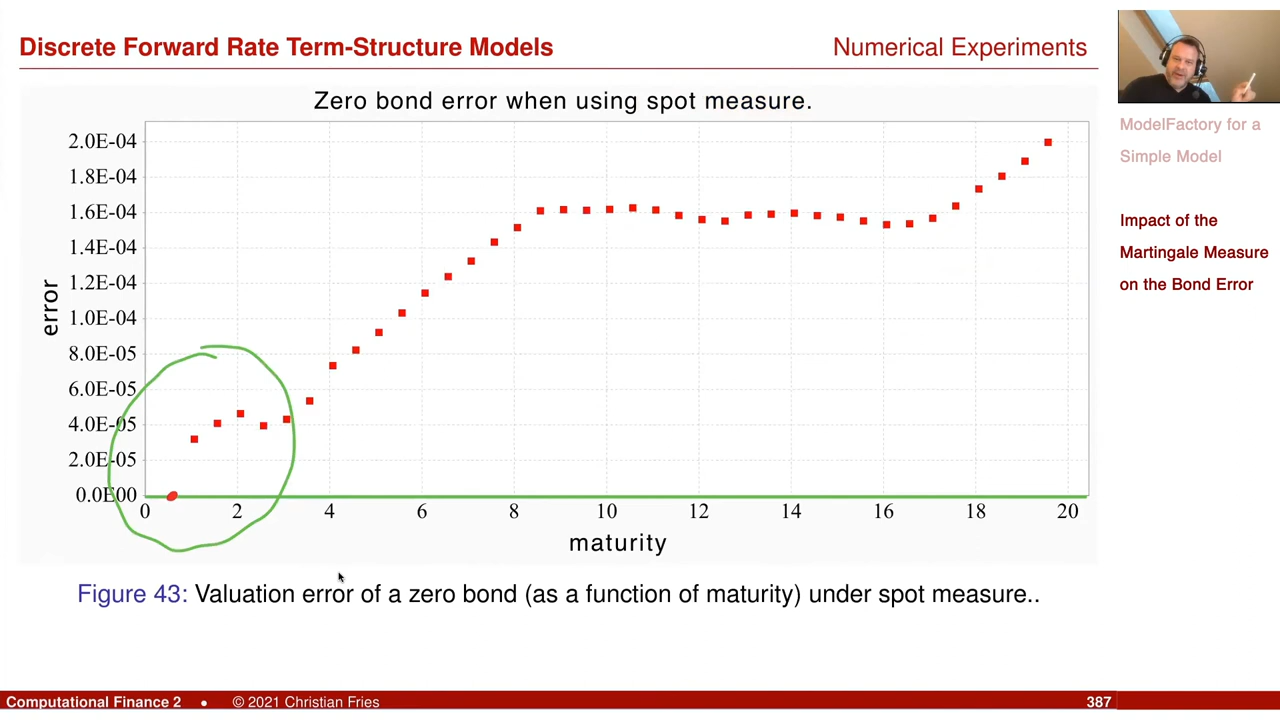 Discrete Forward Rate Term-Structure Models
Numerical Experiments
Zero bond error when using spot measure.
2.0E-04
1.8E-04
1.6E-04
1.4E-04
1.2E-04
1.0E-04
8.0E-05
6.0E-05
4.0E-05
2.0E-05
0.0E00
error
0 2 4 6 8 10 12 14 16 18 20
maturity
Figure 43: Valuation error of a zero bond (as a function of maturity) under spot measure..
ModelFactory for a
Simple Model
Impact of the
Martingale Measure
on the Bond Error
Computational Finance 2 • © 2021 Christian Fries 387